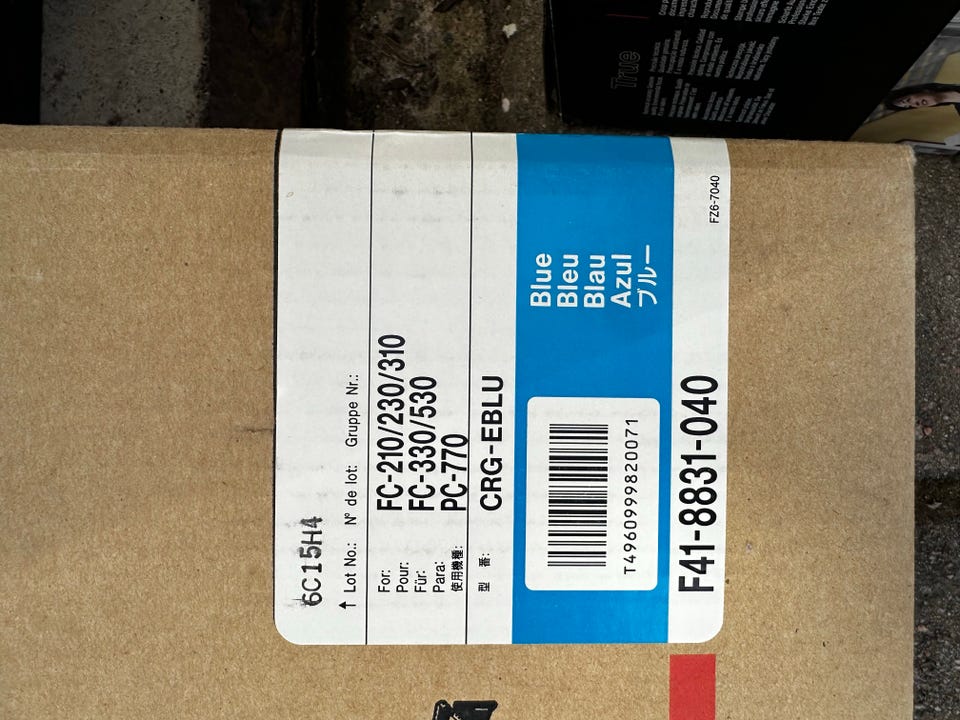 6C15H4
↑ Lot No.: Nº de lot: Gruppe Nr.:
For:
Pour:
Für:
Para:
使用機種:
FC-210/230/310
FC-330/530
PC-770
型 番:
CRG-EBLU
Blue
Bleu
Blau
Azul
ブルー
T4960999820071
F41-8831-040
FZ6-7040
True